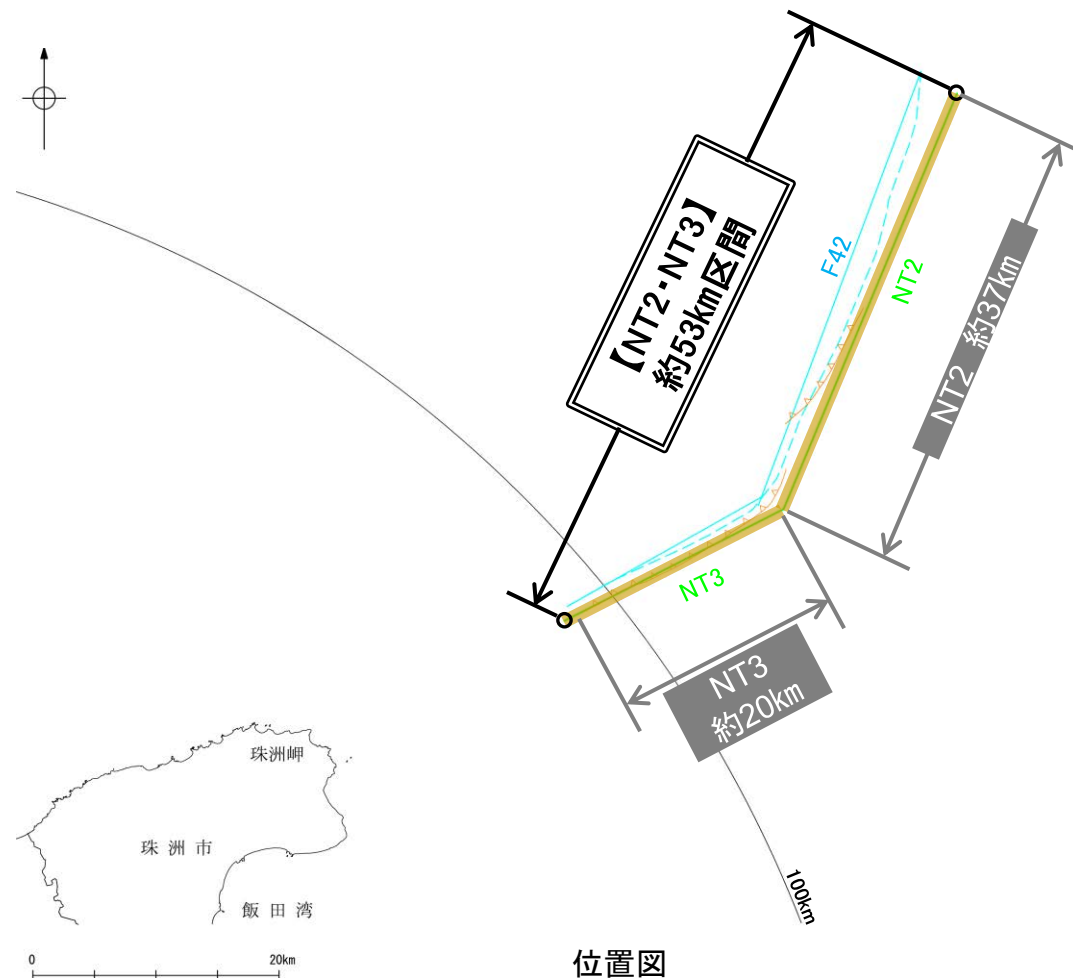 【NT2・NT3】
約53㎞区間
F42
NT2
NT2 約37㎞
NT3
NT3
約20㎞
珠洲岬
珠洲市
飯田湾
100km
0
20km
位置図